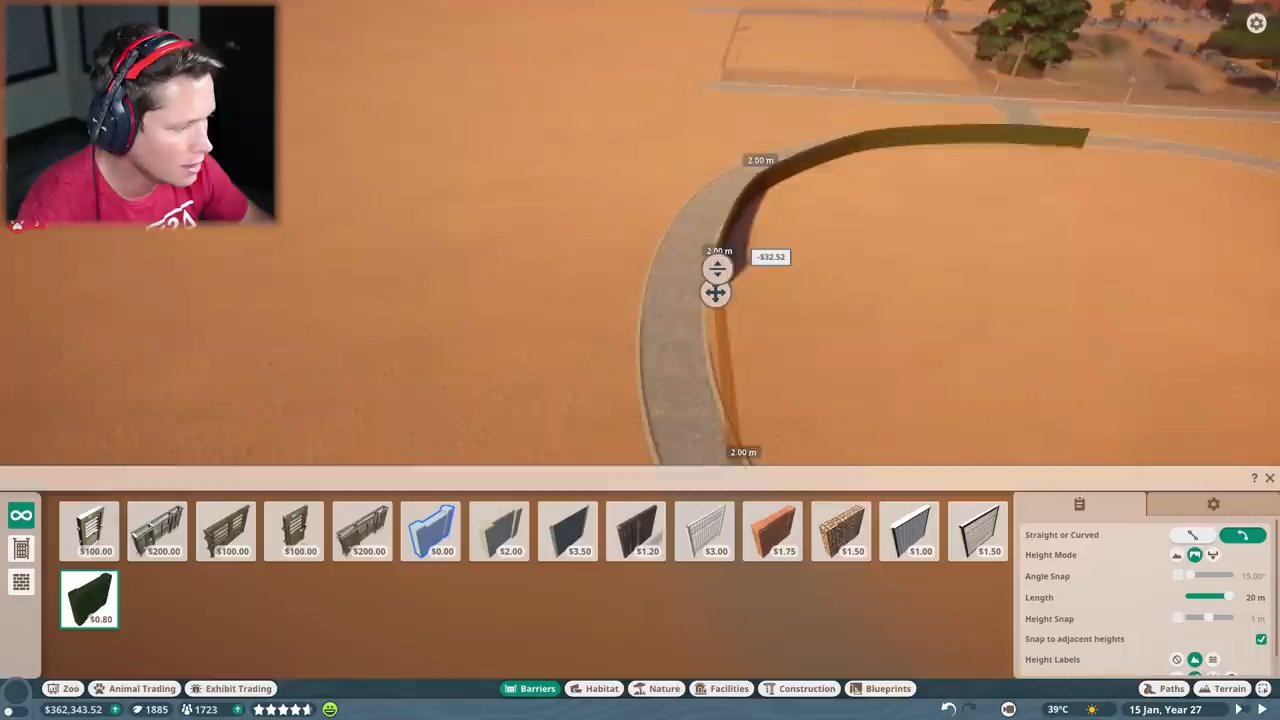 2.00 m
2.00 m
-$32.52
2.00 m
?
$100.00
$200.00
$100.00
$100.00
$200.00
$0.00
$2.00
$3.50
$1.20
$3.00
$1.75
$1.50
$1.00
$1.50
$0.80
Straight or Curved
Height Mode
Angle Snap 15.00°
Length 20 m
Height Snap 1 m
Snap to adjacent heights
Height Labels
Zoo Animal Trading Exhibit Trading Barriers Habitat Nature Facilities Construction Blueprints Paths Terrain
$362,343.52 1885 1723 39°C 15 Jan, Year 27